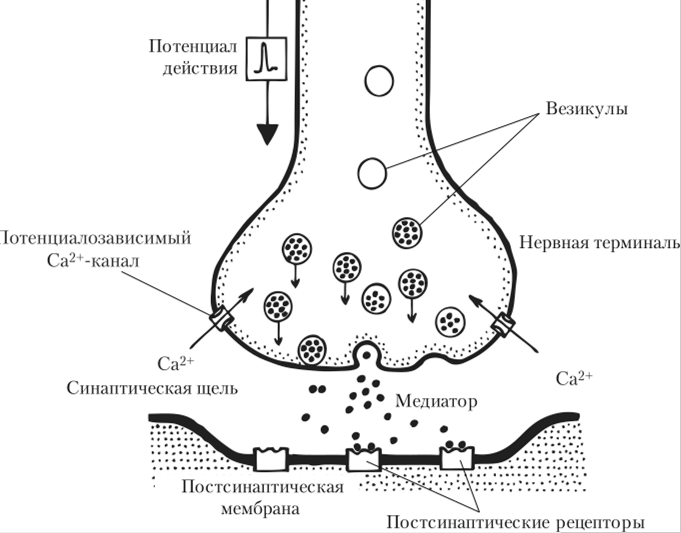 Потенциал
действия
Везикулы
Потенциалозависимый
Ca²⁺-канал
Нервная терминаль
Ca²⁺
Синаптическая щель
Ca²⁺
Медиатор
Постсинаптическая
мембрана
Постсинаптические рецепторы